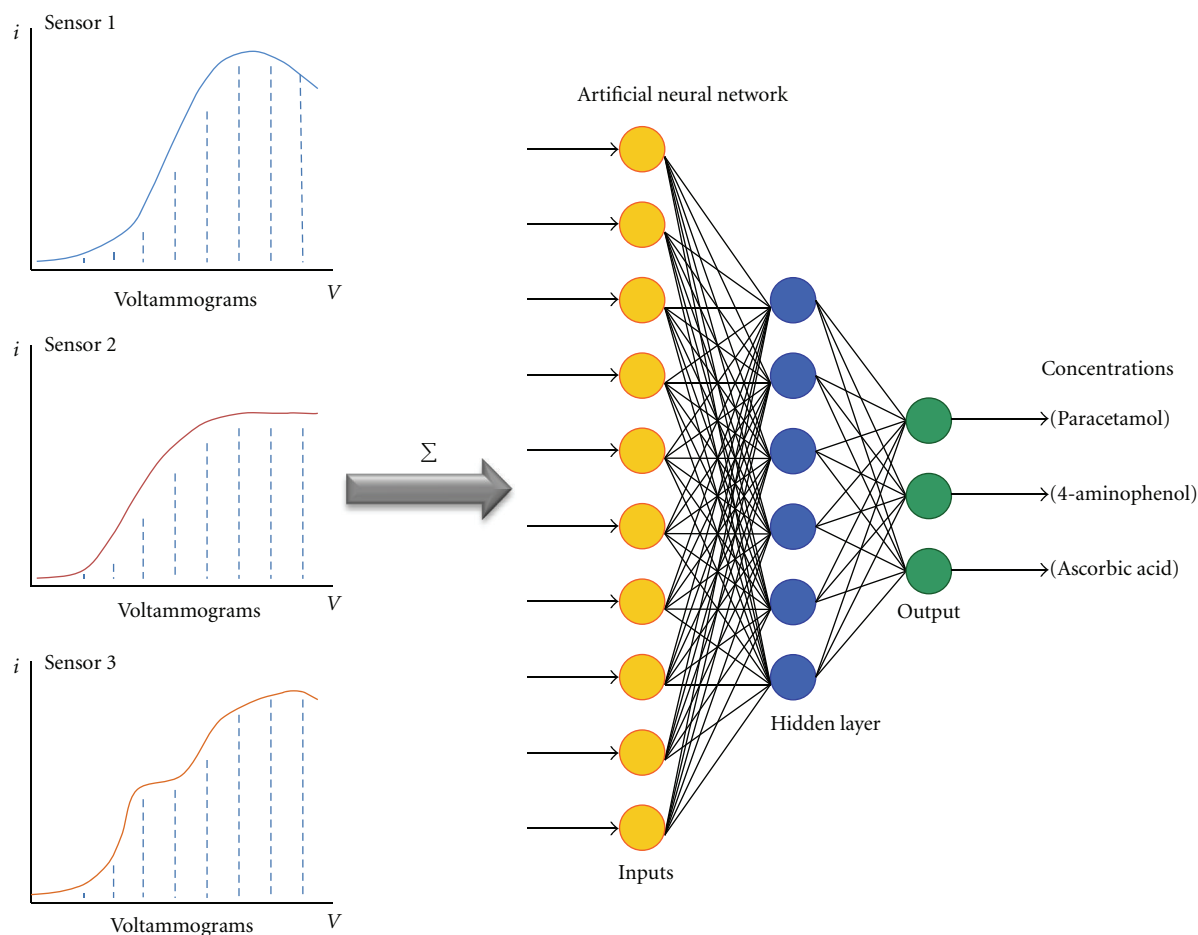 i
Sensor 1
Voltammograms
V
i
Sensor 2
Voltammograms
V
i
Sensor 3
Voltammograms
V
Σ
Artificial neural network
Inputs
Hidden layer
Output
Concentrations
(Paracetamol)
(4-aminophenol)
(Ascorbic acid)